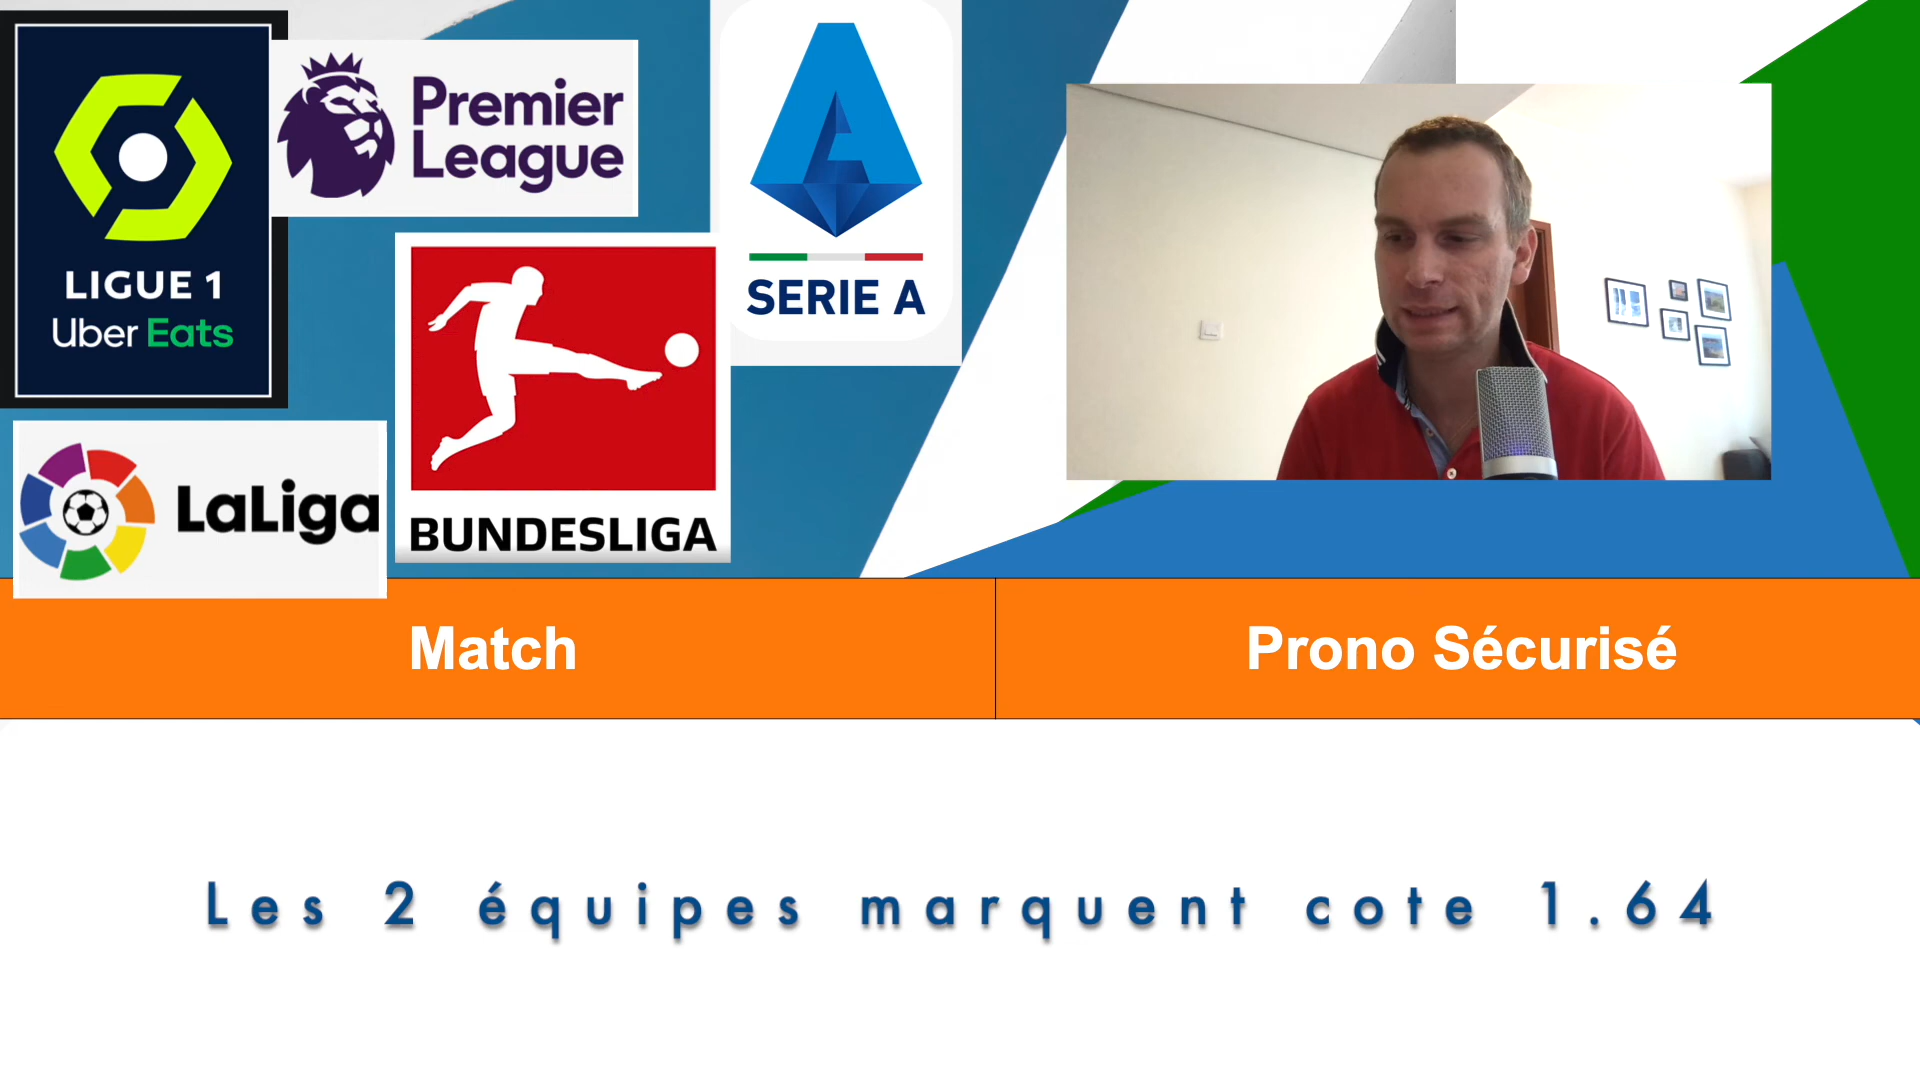 LIGUE 1
Uber Eats
Premier
League
SERIE A
BUNDESLIGA
LaLiga
Match
Prono Sécurisé
Les 2 équipes marquent cote 1.64